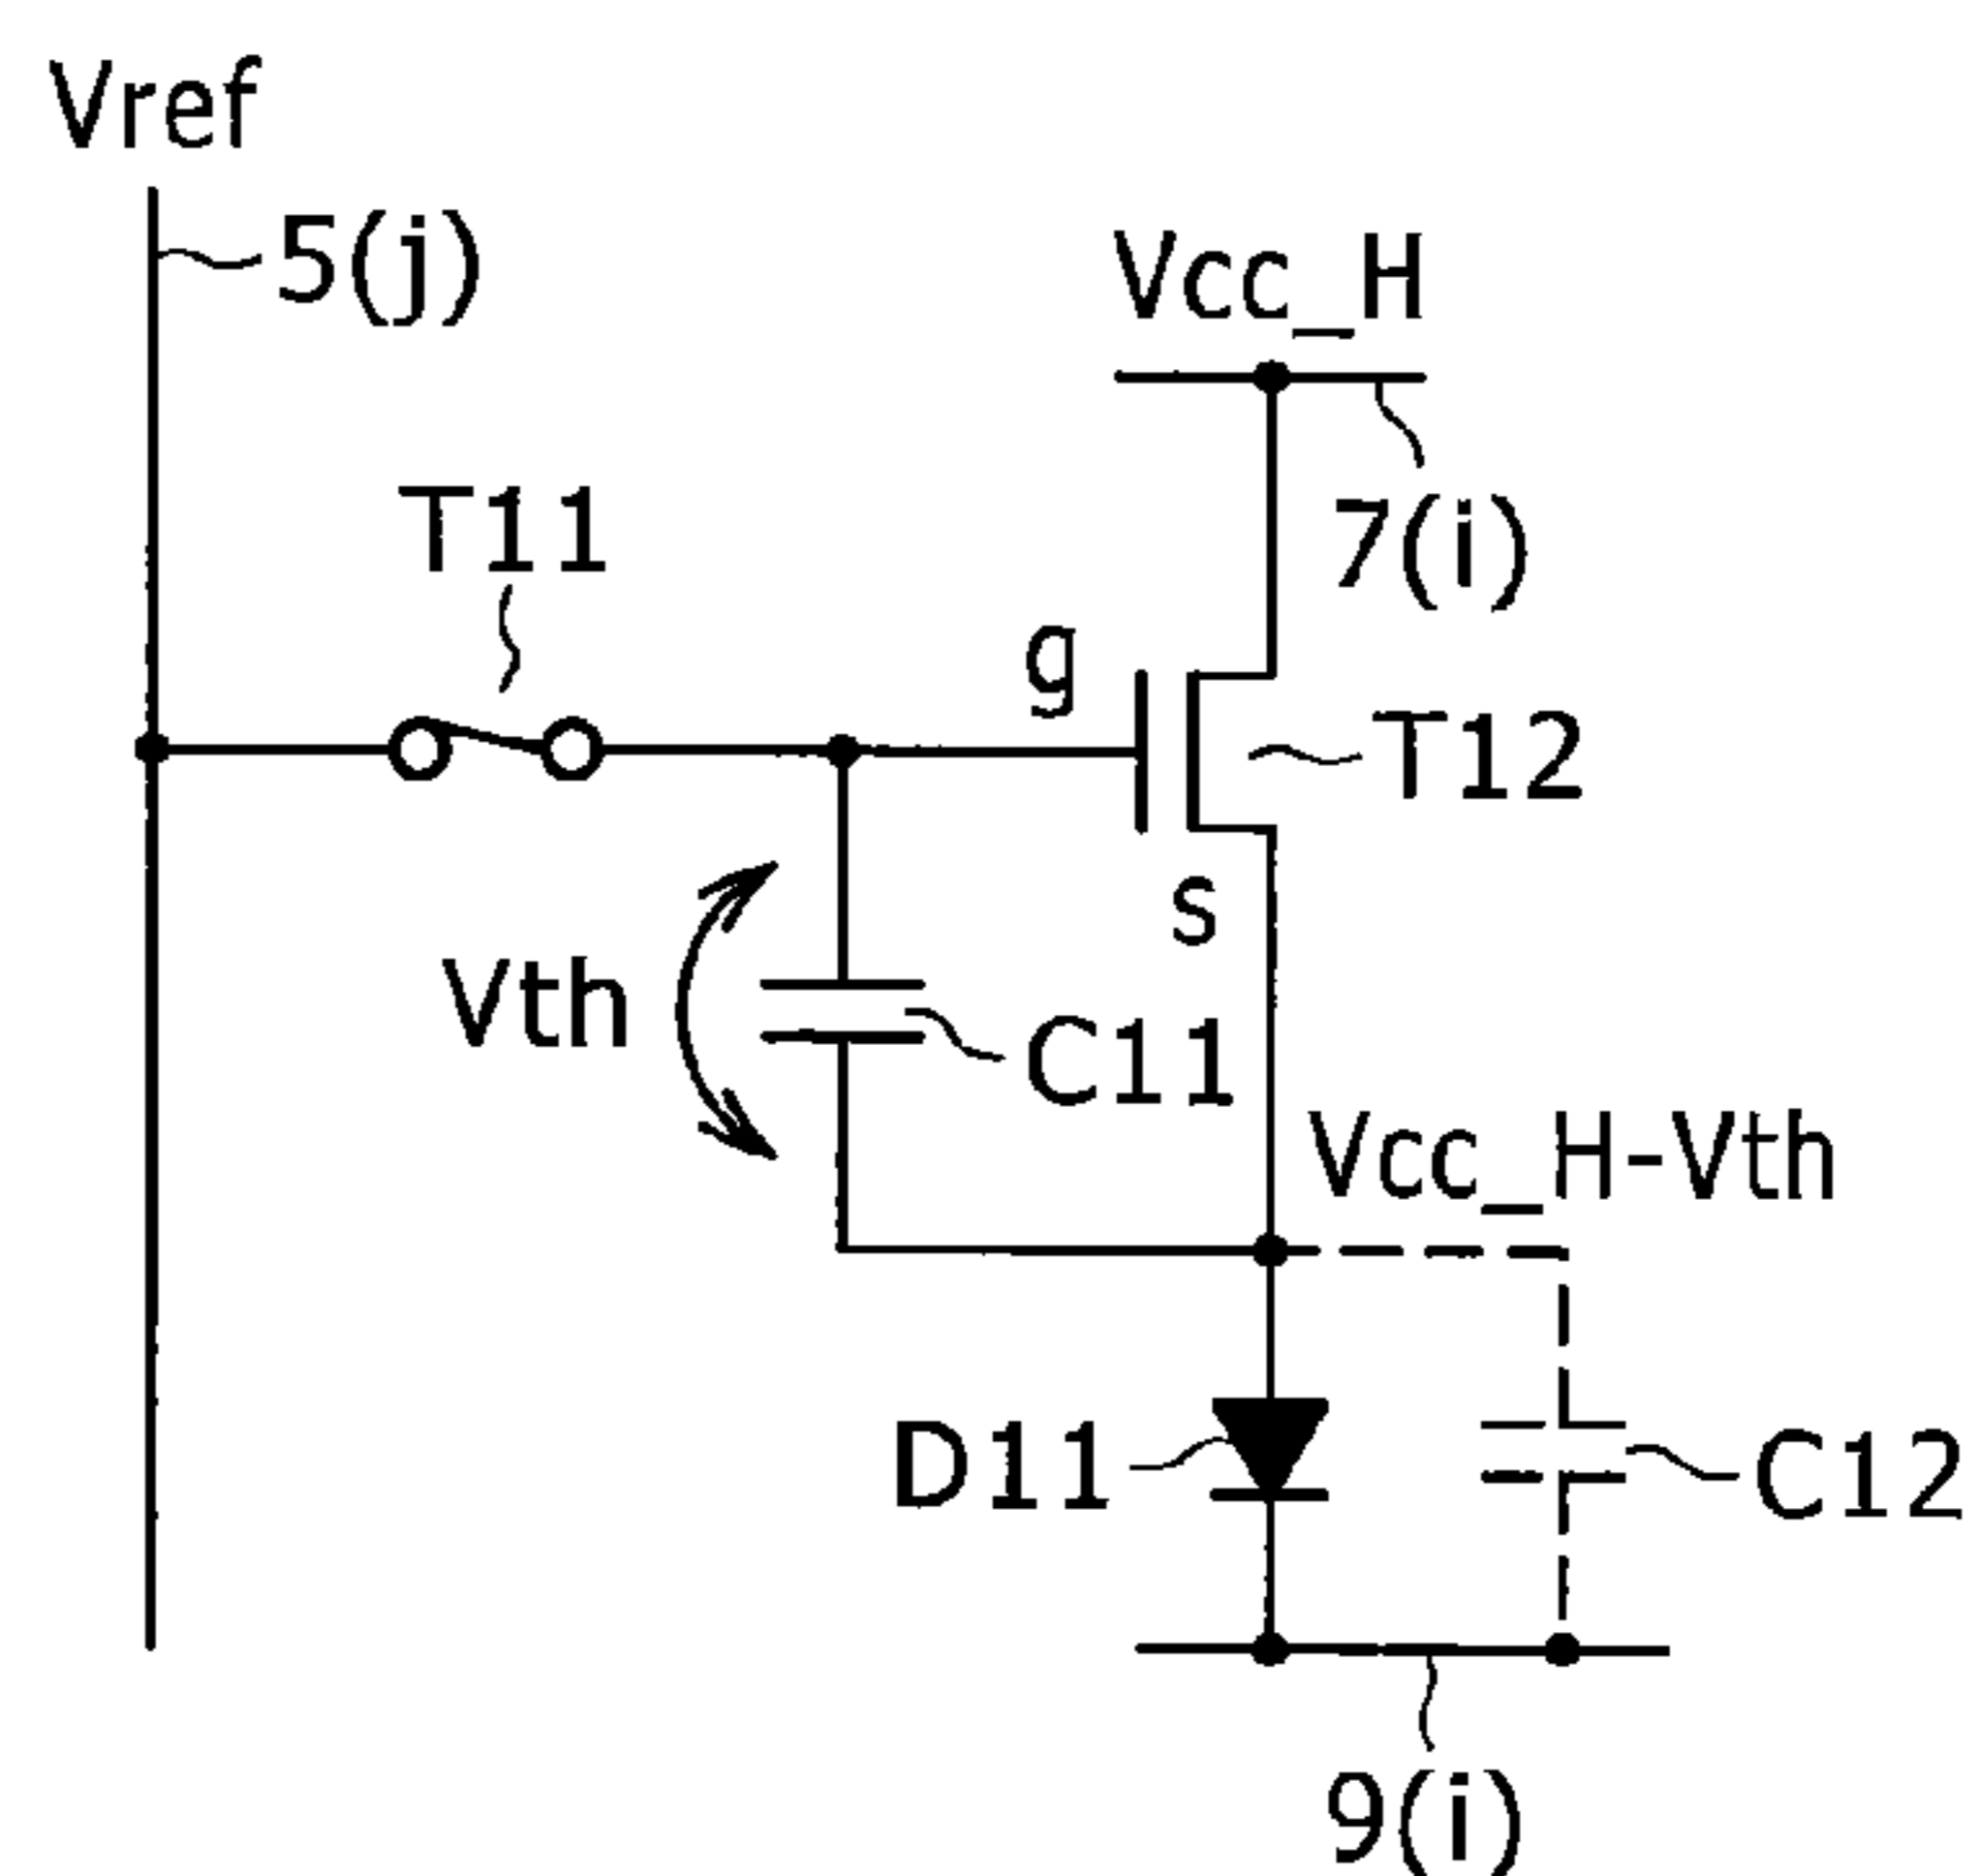 Vref
5(j)
Vcc_H
7(i)
T11
g
T12
s
Vth
C11
Vcc_H-Vth
D11
C12
9(i)